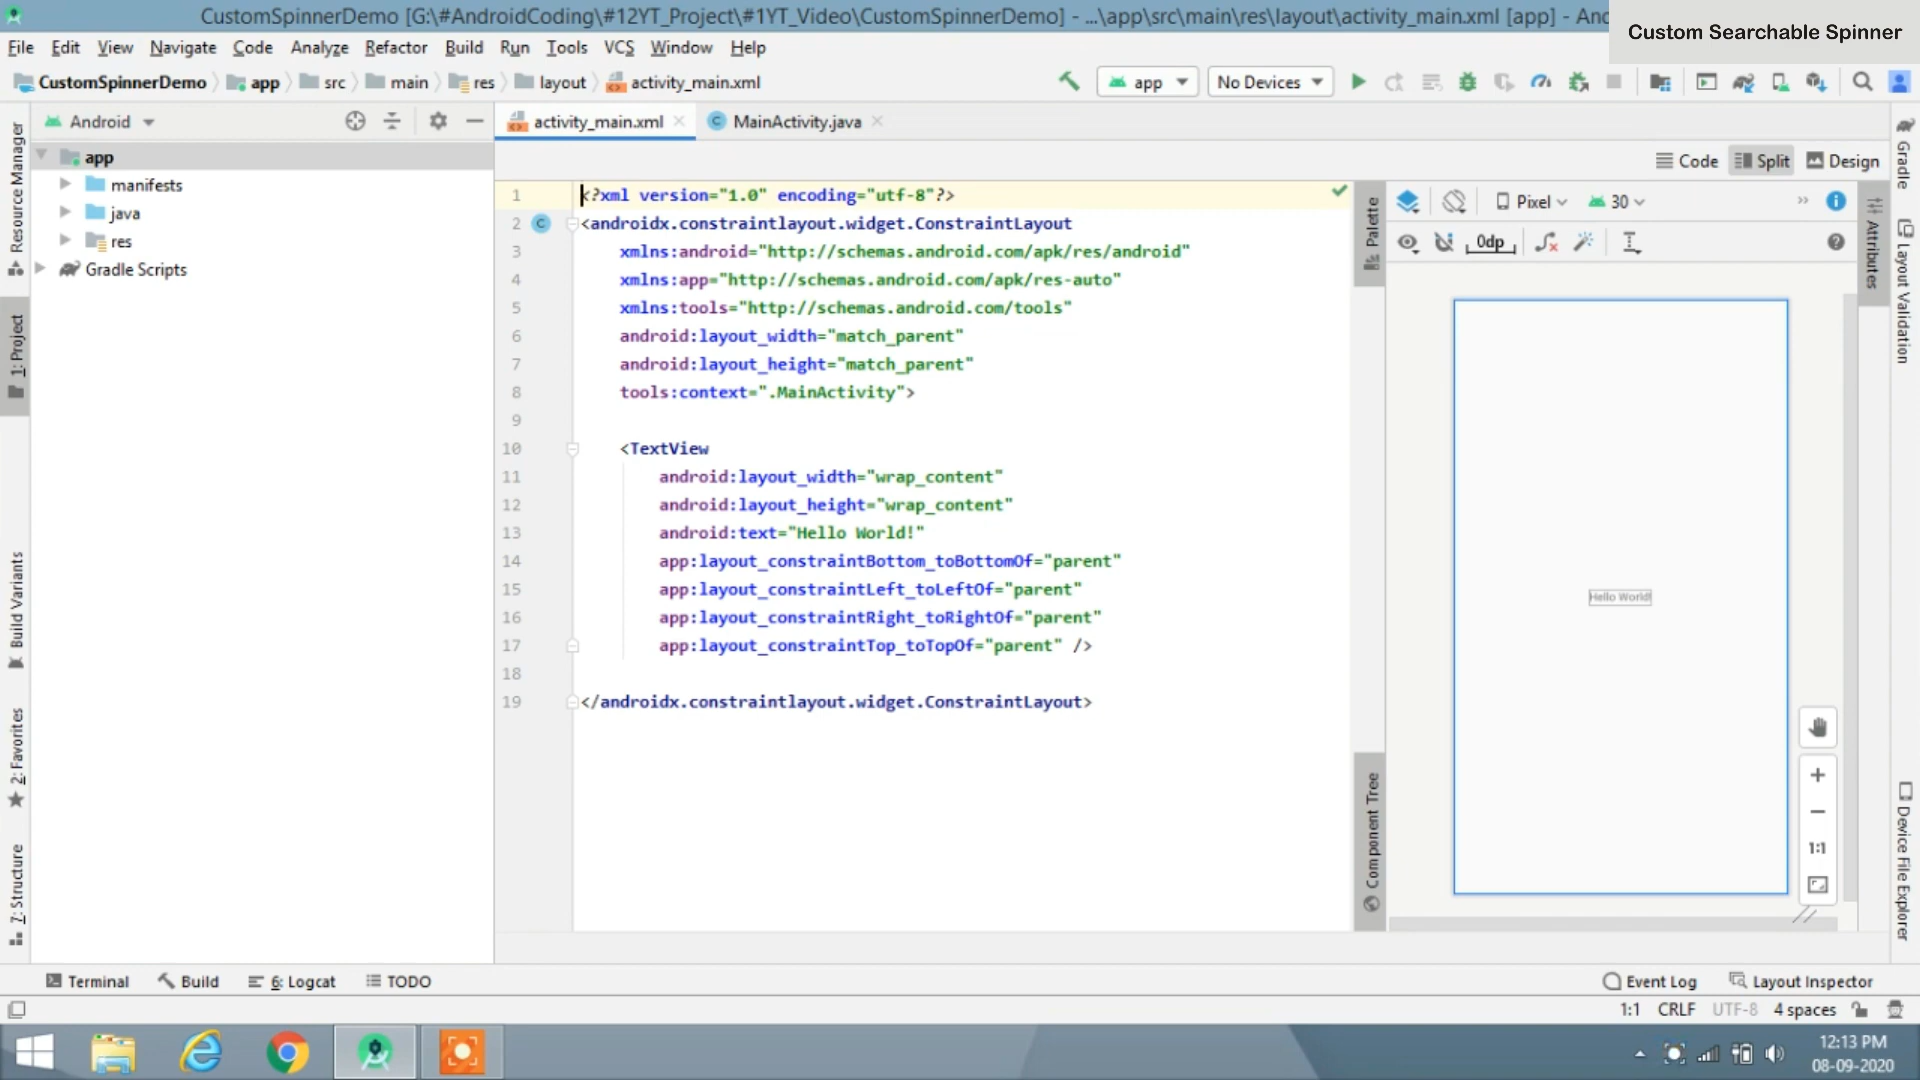 CustomSpinnerDemo [G:\#AndroidCoding\#12YT_Project\#1YT_Video\CustomSpinnerDemo] - ...\app\src\main\res\layout\activity_main.xml [app] - And
Custom Searchable Spinner
File Edit View Navigate Code Analyze Refactor Build Run Tools VCS Window Help
CustomSpinnerDemo app src main res layout activity_main.xml
app No Devices
Android
activity_main.xml MainActivity.java
Code Split Design
app
manifests
java
res
Gradle Scripts
1 <?xml version="1.0" encoding="utf-8"?>
2 <androidx.constraintlayout.widget.ConstraintLayout
3 xmlns:android="http://schemas.android.com/apk/res/android"
4 xmlns:app="http://schemas.android.com/apk/res-auto"
5 xmlns:tools="http://schemas.android.com/tools"
6 android:layout_width="match_parent"
7 android:layout_height="match_parent"
8 tools:context=".MainActivity">
9
10 <TextView
11 android:layout_width="wrap_content"
12 android:layout_height="wrap_content"
13 android:text="Hello World!"
14 app:layout_constraintBottom_toBottomOf="parent"
15 app:layout_constraintLeft_toLeftOf="parent"
16 app:layout_constraintRight_toRightOf="parent"
17 app:layout_constraintTop_toTopOf="parent" />
18
19 </androidx.constraintlayout.widget.ConstraintLayout>
Resource Manager
1: Project
Build Variants
2: Favorites
7: Structure
Palette
Component Tree
Pixel 30
0dp
Hello World!
1:1
Attributes
Gradle
Layout Validation
Device File Explorer
Terminal Build 6: Logcat TODO
Event Log Layout Inspector
1:1 CRLF UTF-8 4 spaces
12:13 PM
08-09-2020